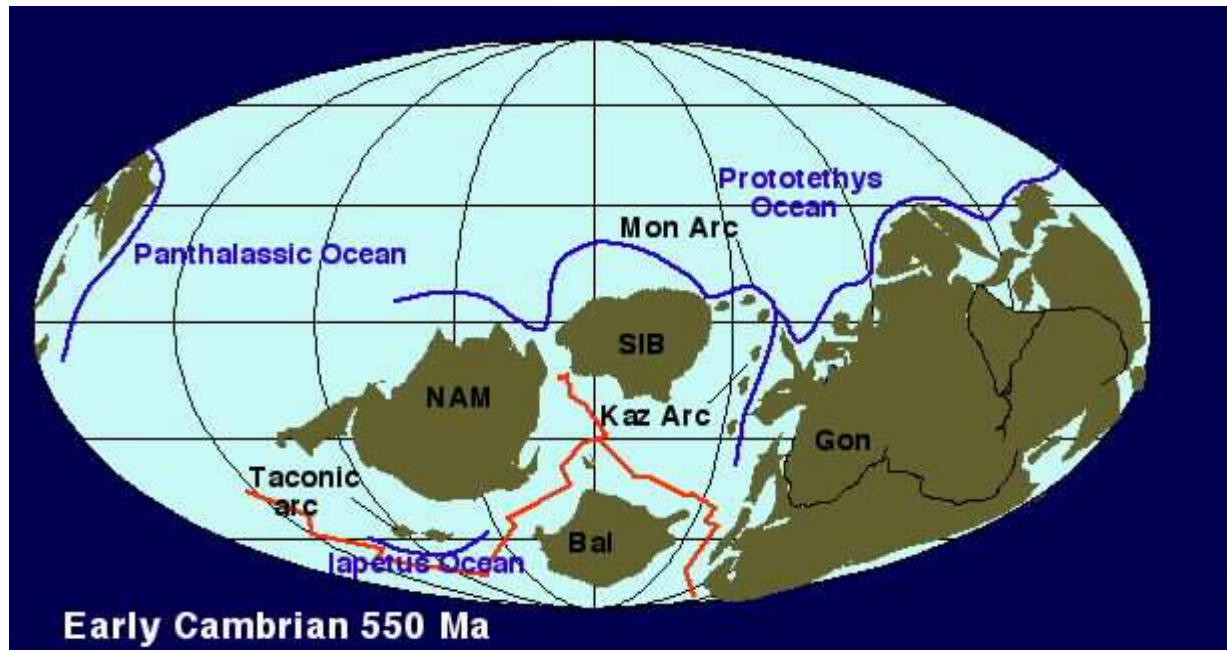 Prototethys
Ocean
Mon Arc
Panthalassic Ocean
SIB
NAM
Kaz Arc
Gon
Taconic
arc
Bal
Iapetus Ocean
Early Cambrian 550 Ma